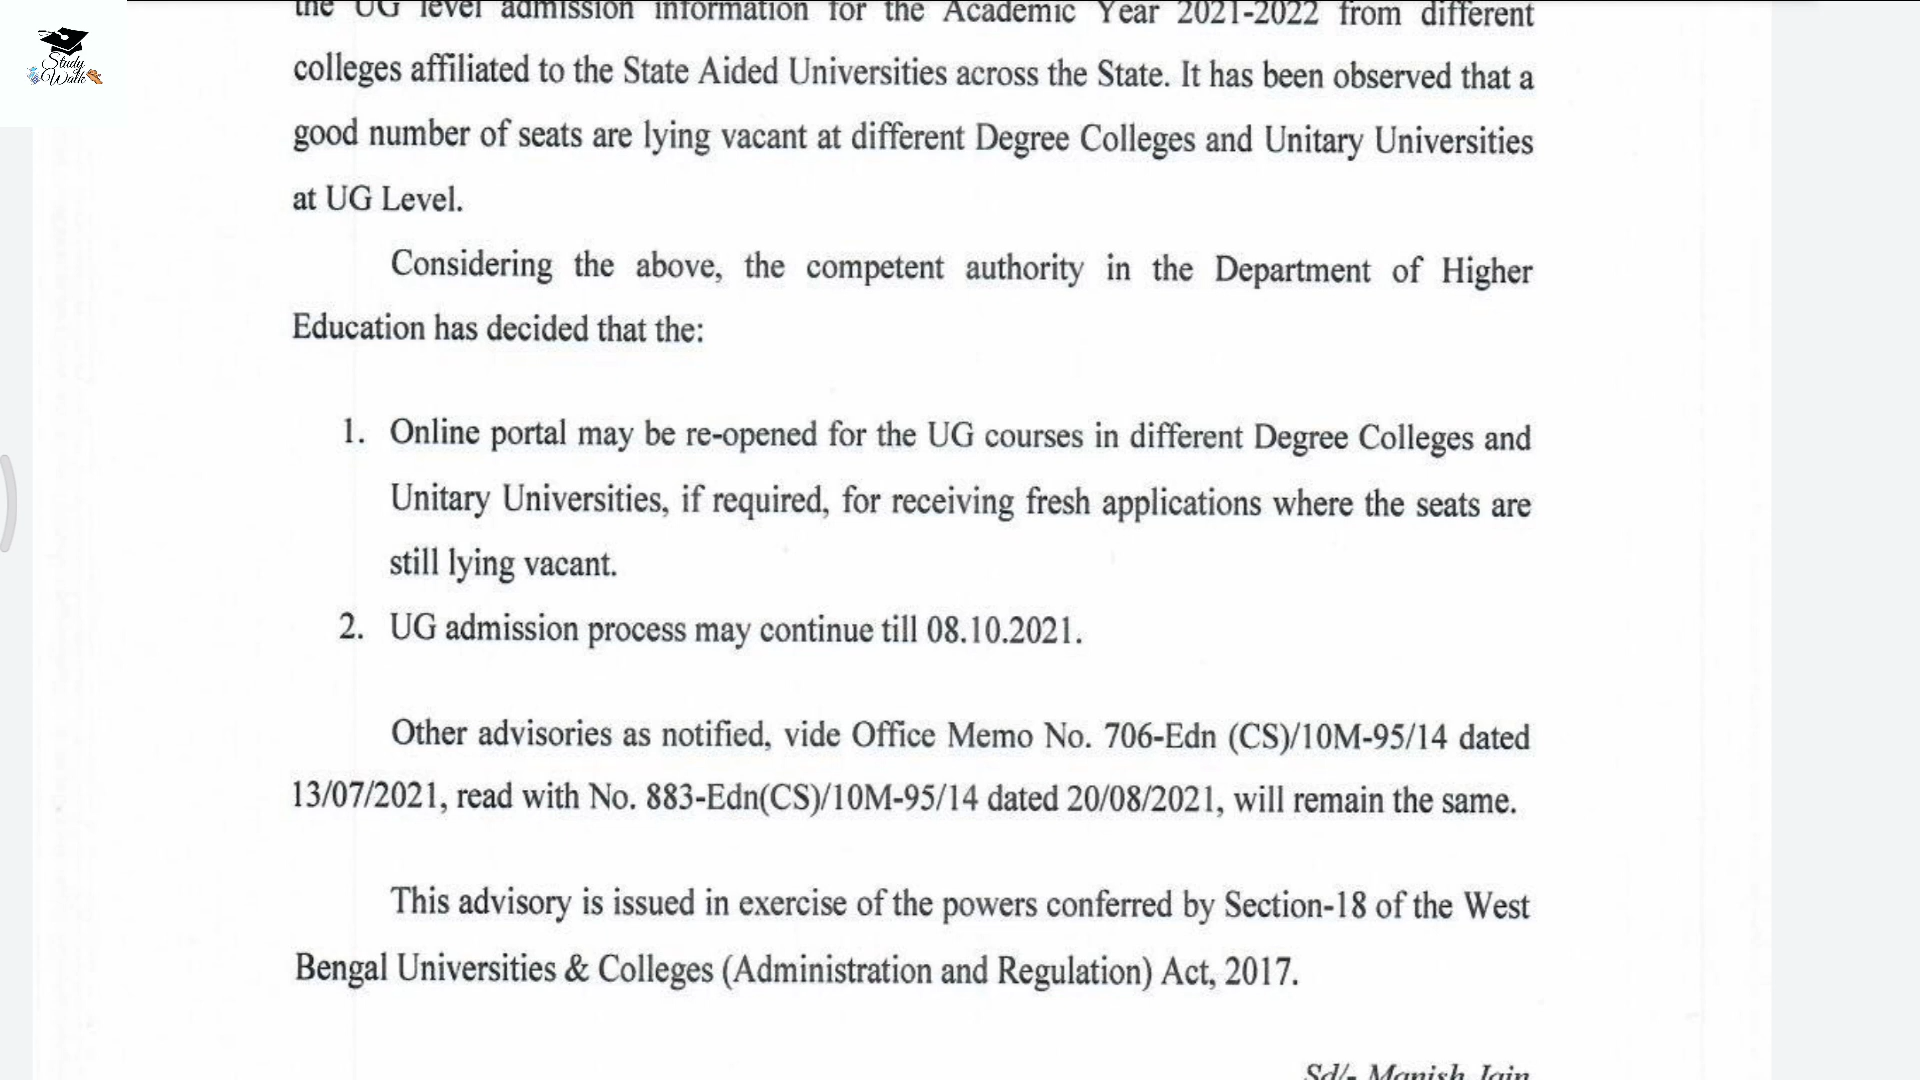 Study
Walk
the UG level admission information for the Academic Year 2021-2022 from different
colleges affiliated to the State Aided Universities across the State. It has been observed that a
good number of seats are lying vacant at different Degree Colleges and Unitary Universities
at UG Level.
Considering the above, the competent authority in the Department of Higher
Education has decided that the:
1. Online portal may be re-opened for the UG courses in different Degree Colleges and
Unitary Universities, if required, for receiving fresh applications where the seats are
still lying vacant.
2. UG admission process may continue till 08.10.2021.
Other advisories as notified, vide Office Memo No. 706-Edn (CS)/10M-95/14 dated
13/07/2021, read with No. 883-Edn(CS)/10M-95/14 dated 20/08/2021, will remain the same.
This advisory is issued in exercise of the powers conferred by Section-18 of the West
Bengal Universities & Colleges (Administration and Regulation) Act, 2017.
Sd/- Manish Jain